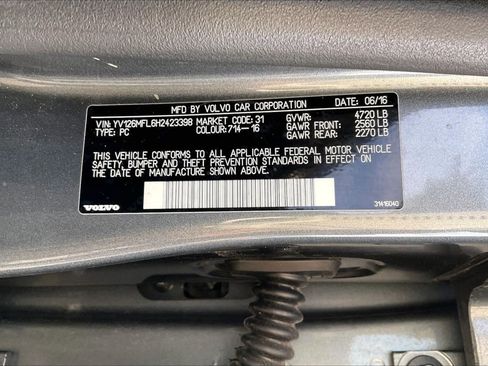 MFD BY VOLVO CAR CORPORATION DATE: 06/16
VIN: YV126MFL6H2423398 MARKET CODE: 31 GVWR: 4720 LB
TYPE: PC COLOUR: 714-16 GAWR FRONT: 2560 LB
GAWR REAR: 2270 LB
THIS VEHICLE CONFORMS TO ALL APPLICABLE FEDERAL MOTOR VEHICLE
SAFETY, BUMPER AND THEFT PREVENTION STANDARDS IN EFFECT ON THE
DATE OF MANUFACTURE SHOWN ABOVE.
VOLVO 31416040